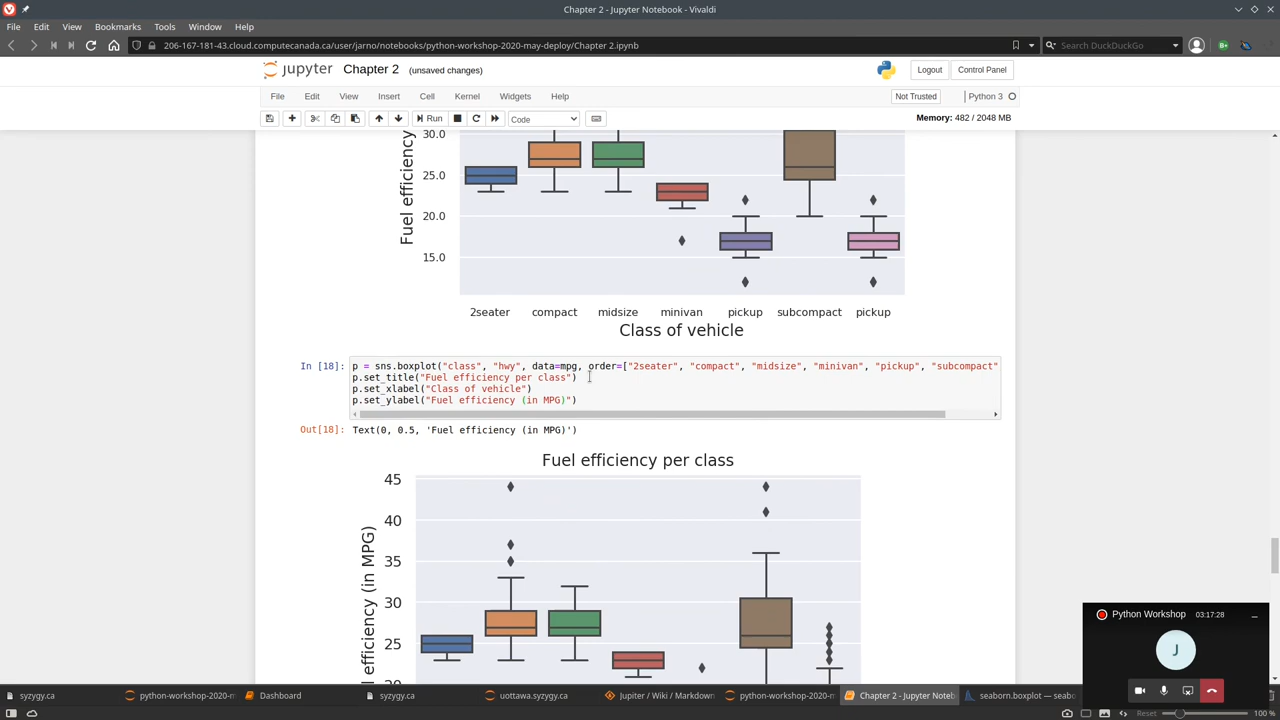 Chapter 2 - Jupyter Notebook - Vivaldi
File Edit View Bookmarks Tools Window Help
206-167-181-43.cloud.computecanada.ca/user/jarno/notebooks/python-workshop-2020-may-deploy/Chapter 2.ipynb
Search DuckDuckGo
jupyter Chapter 2 (unsaved changes)
Logout Control Panel
File Edit View Insert Cell Kernel Widgets Help
Not Trusted Python 3
Run Code Memory: 482 / 2048 MB
30.0
25.0
20.0
15.0
Fuel efficiency
2seater compact midsize minivan pickup subcompact pickup
Class of vehicle
In [18]: p = sns.boxplot("class", "hwy", data=mpg, order=["2seater", "compact", "midsize", "minivan", "pickup", "subcompact"
p.set_title("Fuel efficiency per class")
p.set_xlabel("Class of vehicle")
p.set_ylabel("Fuel efficiency (in MPG)")
Out[18]: Text(0, 0.5, 'Fuel efficiency (in MPG)')
Fuel efficiency per class
45
40
35
30
25
20
l efficiency (in MPG)
Python Workshop 03:17:28
J
syzygy.ca python-workshop-2020-m Dashboard syzygy.ca uottawa.syzygy.ca Jupiter / Wiki / Markdown python-workshop-2020-m Chapter 2 - Jupyter Noteb seaborn.boxplot — seabo
Reset 100 %